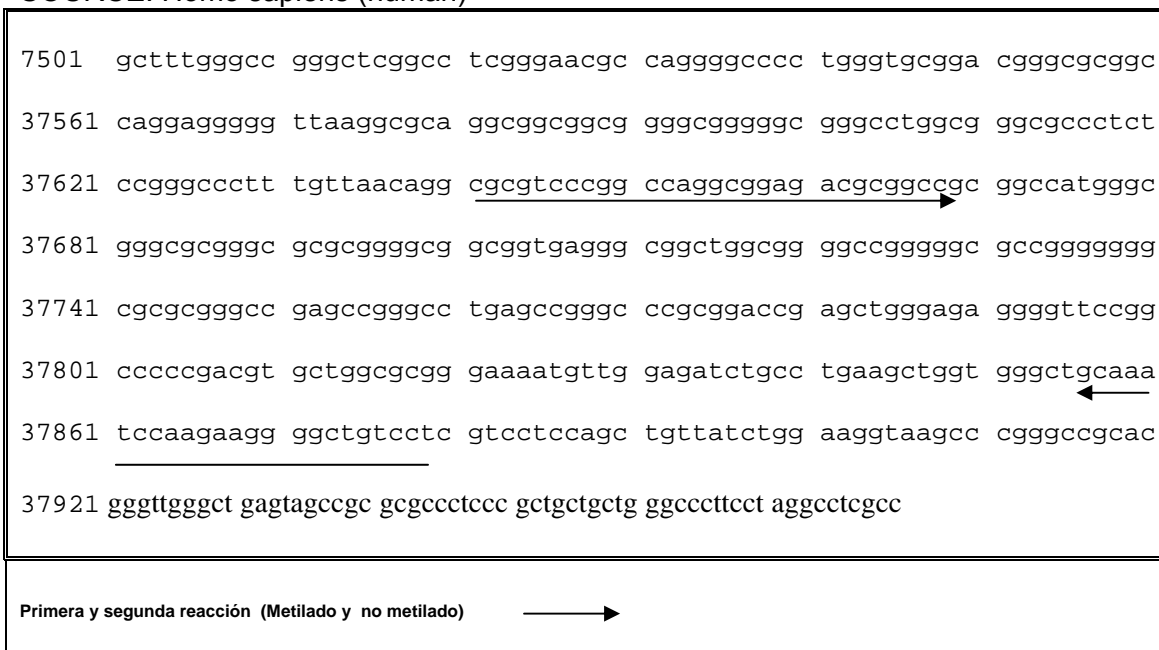 7501 gctttgggcc gggctcggcc tcgggaacgc caggggcccc tgggtgcgga cgggcgcggc
37561 caggaggggg ttaaggcgca ggcggcggcg gggcgggggc gggcctggcg ggcgccctct
37621 ccgggccctt tgttaacagg cgcgtcccgg ccaggcggag acgcggccgc ggccatgggc
37681 gggcgcgggc gcgcggggcg gcggtgaggg cggctggcgg ggccgggggc gccggggggg
37741 cgcgcgggcc gagccgggcc tgagccgggc ccgcggaccg agctgggaga ggggttccgg
37801 cccccgacgt gctggcgcgg gaaaatgttg gagatctgcc tgaagctggt gggctgcaaa
37861 tccaagaagg ggctgtcctc gtcctccagc tgttatctgg aaggtaagcc cgggccgcac
37921 gggttgggct gagtagccgc gcgccctccc gctgctgctg ggcccttcct aggcctcgcc
Primera y segunda reacción (Metilado y no metilado)